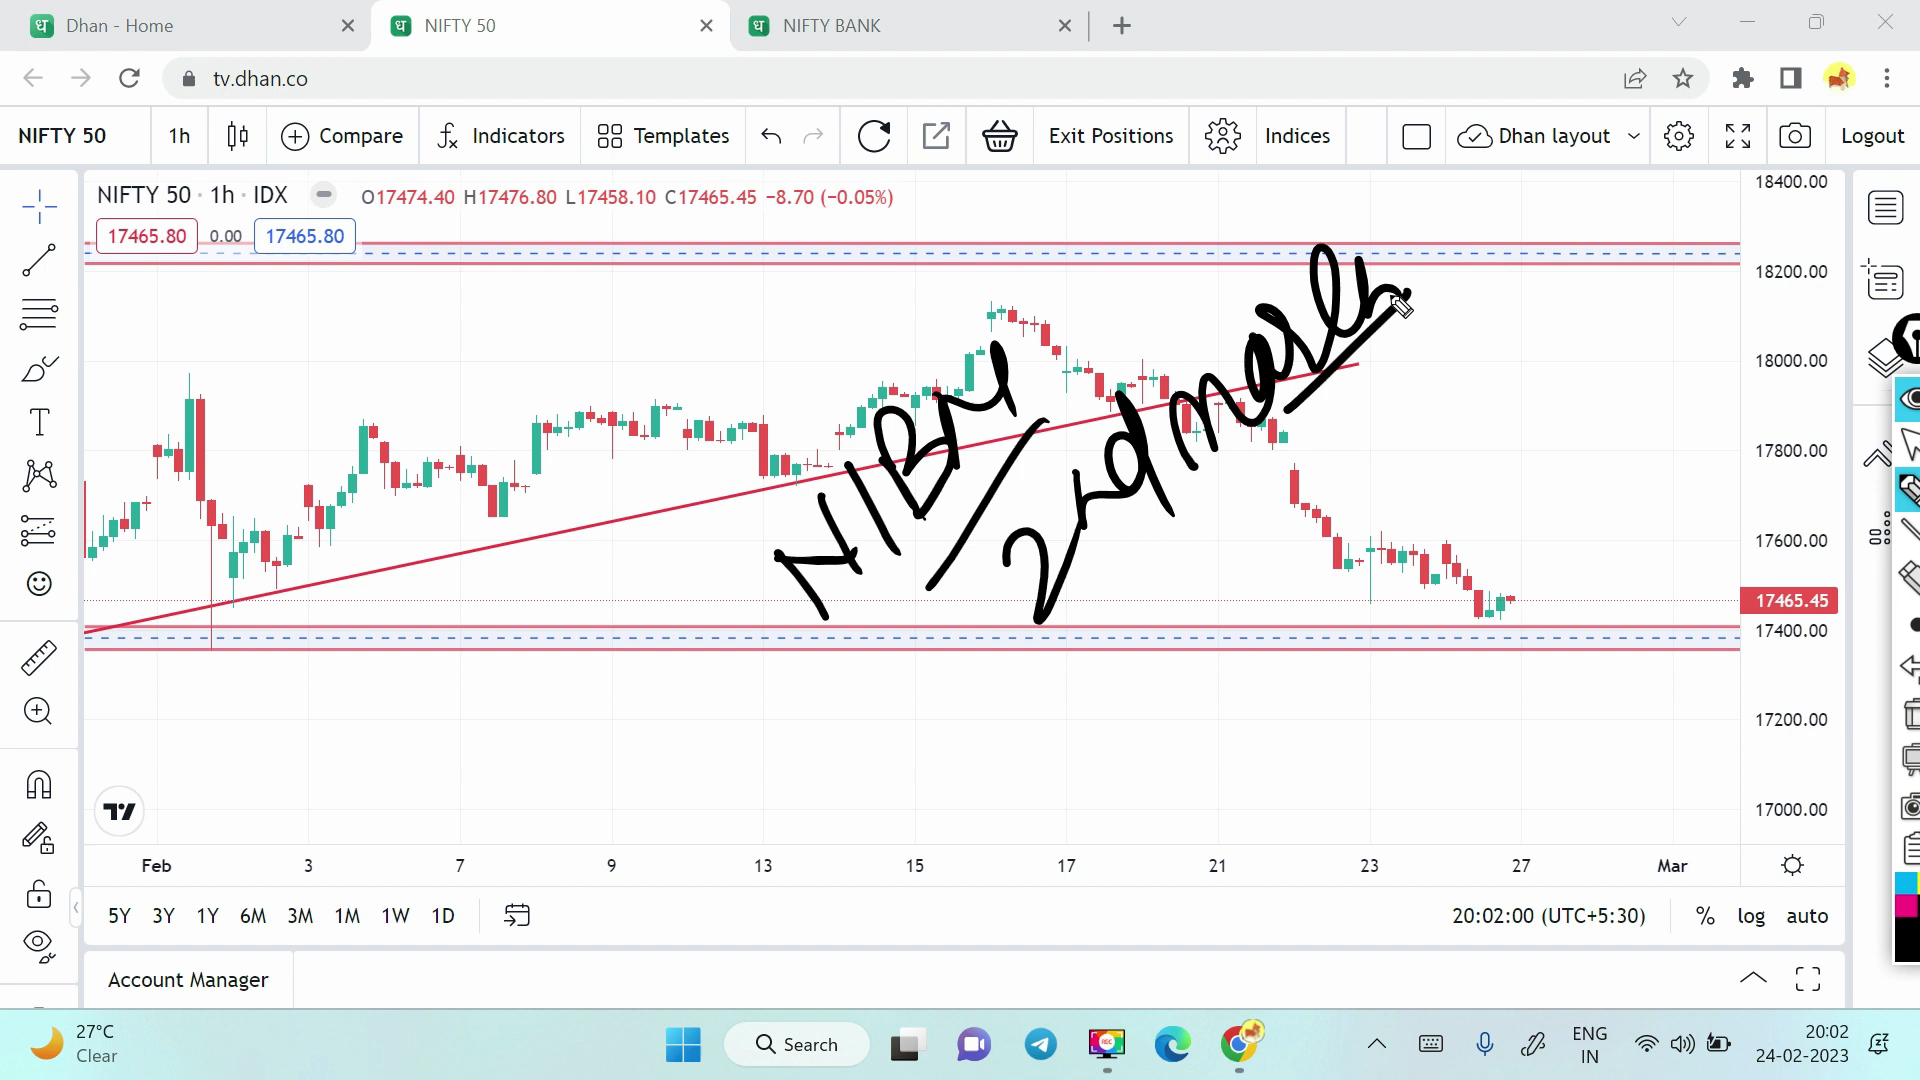 Dhan - Home
NIFTY 50
NIFTY BANK
tv.dhan.co
NIFTY 50
1h
Compare
Indicators
Templates
Exit Positions
Indices
Dhan layout
Logout
NIFTY 50 · 1h · IDX
O17474.40 H17476.80 L17458.10 C17465.45 −8.70 (−0.05%)
17465.80 0.00 17465.80
18400.00
18200.00
18000.00
17800.00
17600.00
17465.45
17400.00
17200.00
17000.00
2nd
Feb 3 7 9 13 15 17 21 23 27 Mar
5Y 3Y 1Y 6M 3M 1M 1W 1D
20:02:00 (UTC+5:30)
% log auto
Account Manager
27°C
Clear
Search
REC
ENG
IN
20:02
24-02-2023